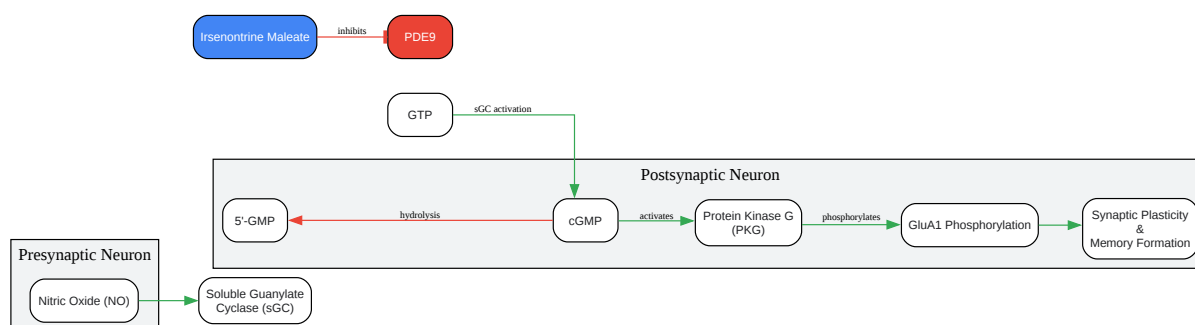 Irsenontrine Maleate
inhibits
PDE9
GTP
sGC activation
Postsynaptic Neuron
5'-GMP
hydrolysis
cGMP
activates
Protein Kinase G
(PKG)
phosphorylates
GluA1 Phosphorylation
Synaptic Plasticity
&
Memory Formation
Presynaptic Neuron
Nitric Oxide (NO)
Soluble Guanylate
Cyclase (sGC)